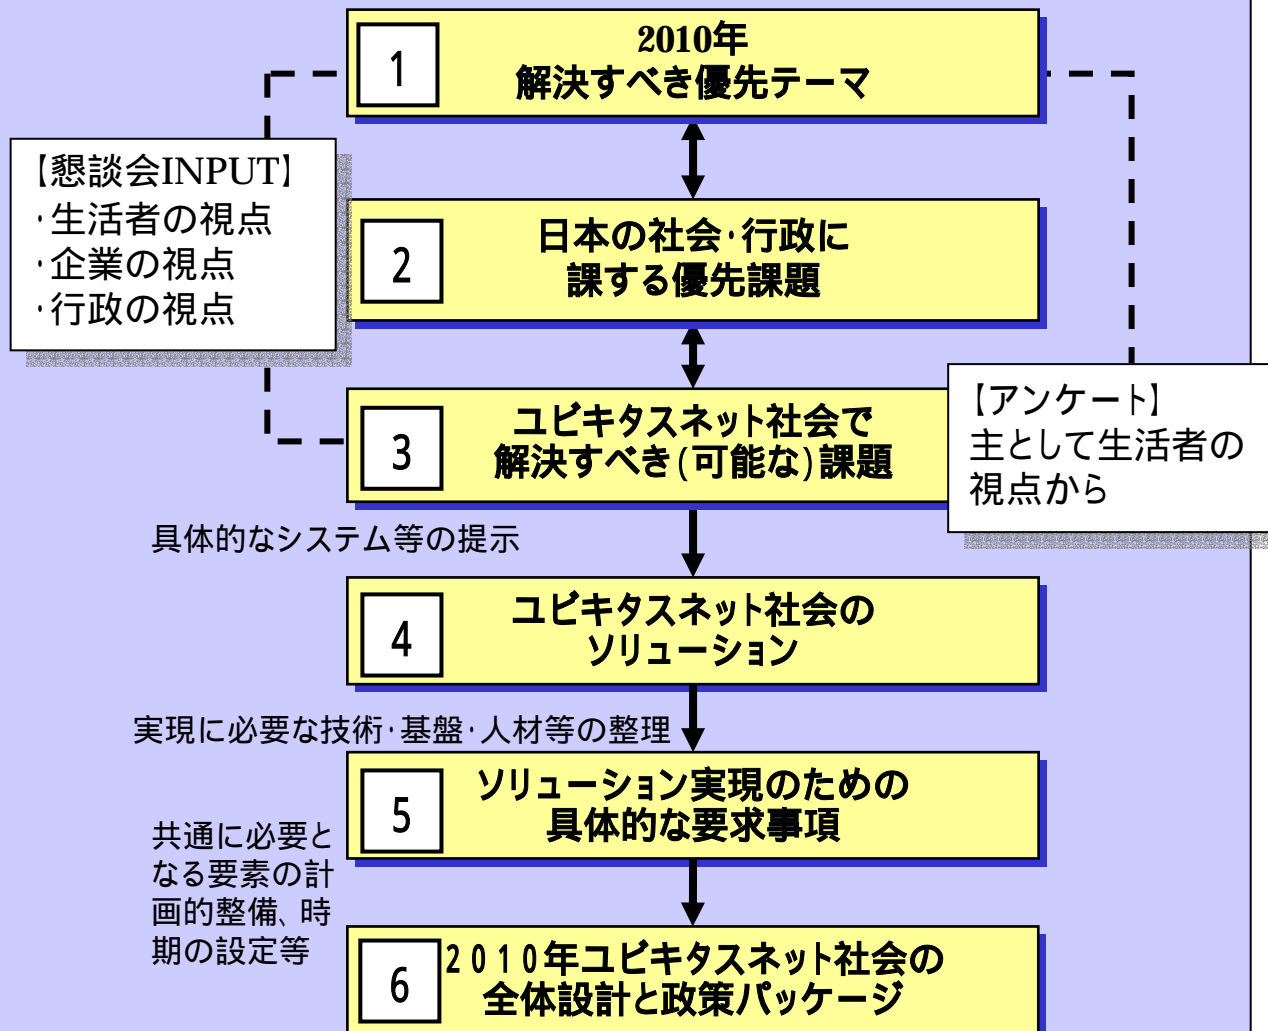 1
2010年
解決すべき優先テーマ
【懇談会INPUT】
・生活者の視点
・企業の視点
・行政の視点
2
日本の社会・行政に
課する優先課題
3
ユビキタスネット社会で
解決すべき(可能な)課題
【アンケート】
主として生活者の
視点から
具体的なシステム等の提示
4
ユビキタスネット社会の
ソリューション
実現に必要な技術・基盤・人材等の整理
5
ソリューション実現のための
具体的な要求事項
共通に必要と
なる要素の計
画的整備、時
期の設定等
6
2010年ユビキタスネット社会の
全体設計と政策パッケージ